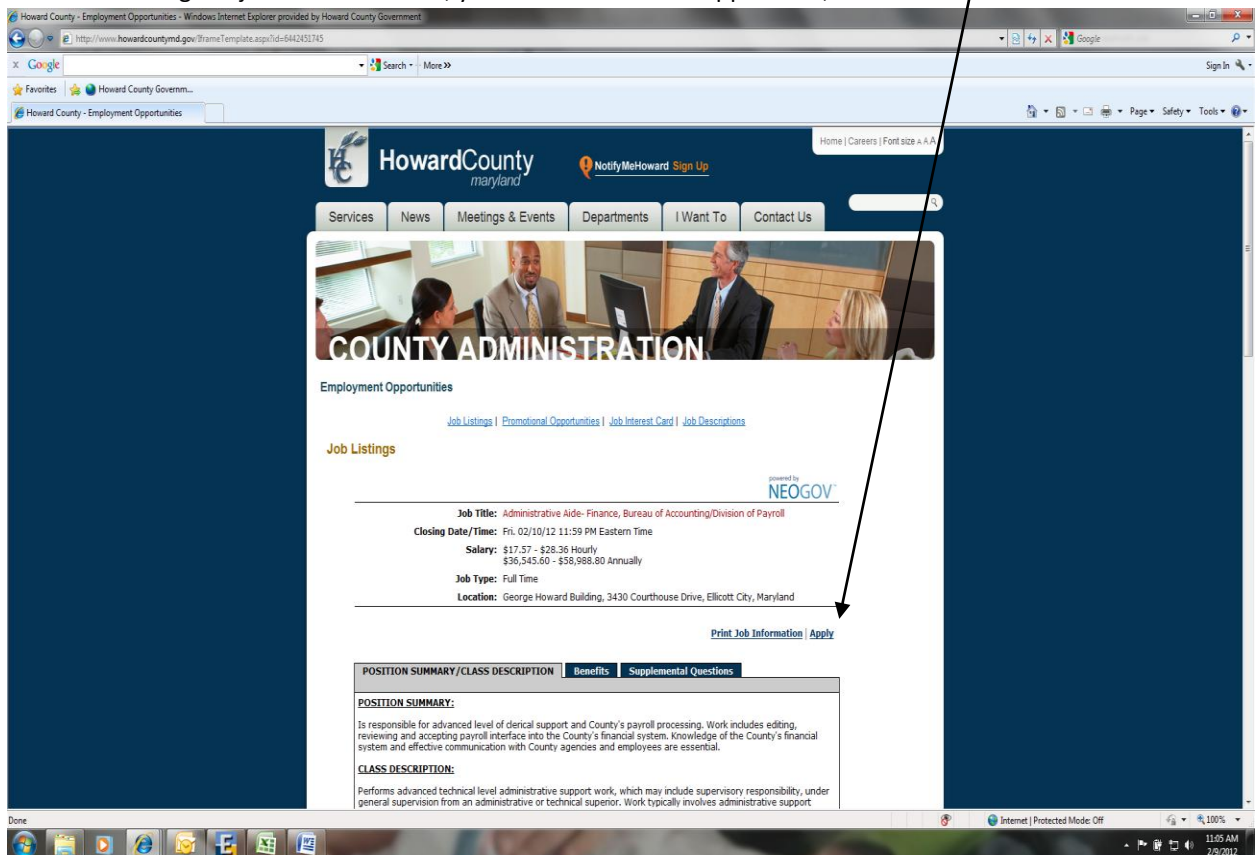 Howard County - Employment Opportunities - Windows Internet Explorer provided by Howard County Government
http://www.howardcountymd.gov/IframeTemplate.aspx?id=6442451745
Google
x Google
Search
More »
Sign In
Favorites
Howard County Governm...
Howard County - Employment Opportunities
Page
Safety
Tools
Home | Careers | Font size A A A
HC
HowardCounty
maryland
NotifyMeHoward Sign Up
Services
News
Meetings & Events
Departments
I Want To
Contact Us
COUNTY ADMINISTRATION
Employment Opportunities
Job Listings | Promotional Opportunities | Job Interest Card | Job Descriptions
Job Listings
powered by
NEOGOV
Job Title: Administrative Aide- Finance, Bureau of Accounting/Division of Payroll
Closing Date/Time: Fri. 02/10/12 11:59 PM Eastern Time
Salary: $17.57 - $28.36 Hourly
$36,545.60 - $58,988.80 Annually
Job Type: Full Time
Location: George Howard Building, 3430 Courthouse Drive, Ellicott City, Maryland
Print Job Information | Apply
POSITION SUMMARY/CLASS DESCRIPTION
Benefits
Supplemental Questions
POSITION SUMMARY:
Is responsible for advanced level of clerical support and County's payroll processing. Work includes editing,
reviewing and accepting payroll interface into the County's financial system. Knowledge of the County's financial
system and effective communication with County agencies and employees are essential.
CLASS DESCRIPTION:
Performs advanced technical level administrative support work, which may include supervisory responsibility, under
general supervision from an administrative or technical superior. Work typically involves administrative support
Done
Internet | Protected Mode: Off
100%
11:05 AM
2/9/2012